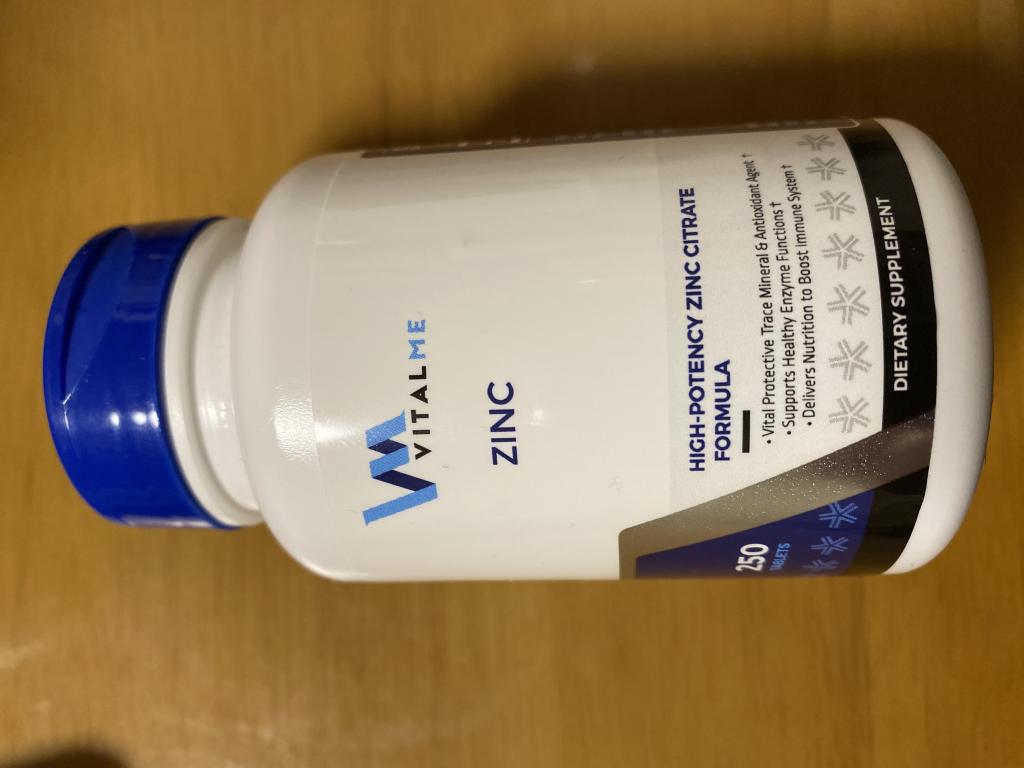 VITALME
ZINC
HIGH-POTENCY ZINC CITRATE
FORMULA
• Vital Protective Trace Mineral & Antioxidant Agent †
• Supports Healthy Enzyme Functions †
• Delivers Nutrition to Boost Immune System †
250
TABLETS
DIETARY SUPPLEMENT